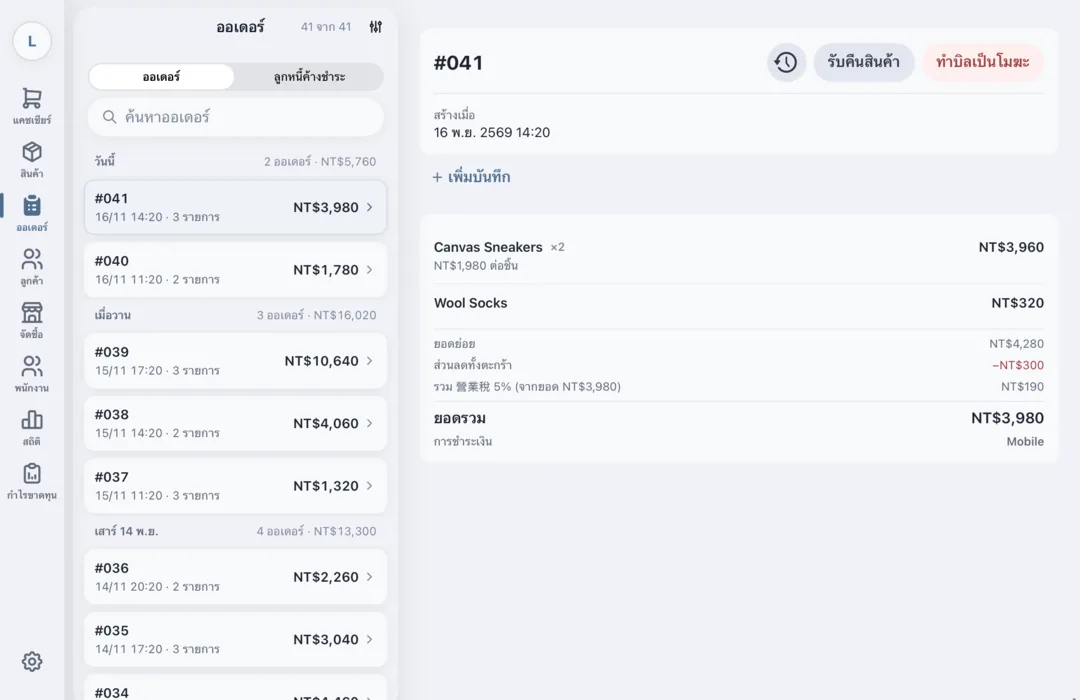 L
แคชเชียร์
สินค้า
ออเดอร์
ลูกค้า
จัดซื้อ
พนักงาน
สถิติ
กำไรขาดทุน
ออเดอร์ 41 จาก 41
ออเดอร์ ลูกหนี้ค้างชำระ
ค้นหาออเดอร์
วันนี้ 2 ออเดอร์ · NT$5,760
#041
16/11 14:20 · 3 รายการ
NT$3,980
#040
16/11 11:20 · 2 รายการ
NT$1,780
เมื่อวาน 3 ออเดอร์ · NT$16,020
#039
15/11 17:20 · 3 รายการ
NT$10,640
#038
15/11 14:20 · 2 รายการ
NT$4,060
#037
15/11 11:20 · 3 รายการ
NT$1,320
เสาร์ 14 พ.ย. 4 ออเดอร์ · NT$13,300
#036
14/11 20:20 · 2 รายการ
NT$2,260
#035
14/11 17:20 · 3 รายการ
NT$3,040
#034
#041
รับคืนสินค้า
ทำบิลเป็นโมฆะ
สร้างเมื่อ
16 พ.ย. 2569 14:20
+ เพิ่มบันทึก
Canvas Sneakers ×2 NT$3,960
NT$1,980 ต่อชิ้น
Wool Socks NT$320
ยอดย่อย NT$4,280
ส่วนลดทั้งตะกร้า −NT$300
รวม 營業稅 5% (จากยอด NT$3,980) NT$190
ยอดรวม NT$3,980
การชำระเงิน Mobile